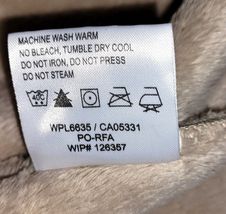 MACHINE WASH WARM
NO BLEACH, TUMBLE DRY COOL
DO NOT IRON, DO NOT PRESS
DO NOT STEAM
40C
WPL6635 / CA05331
PO-RFA
WIP# 126357